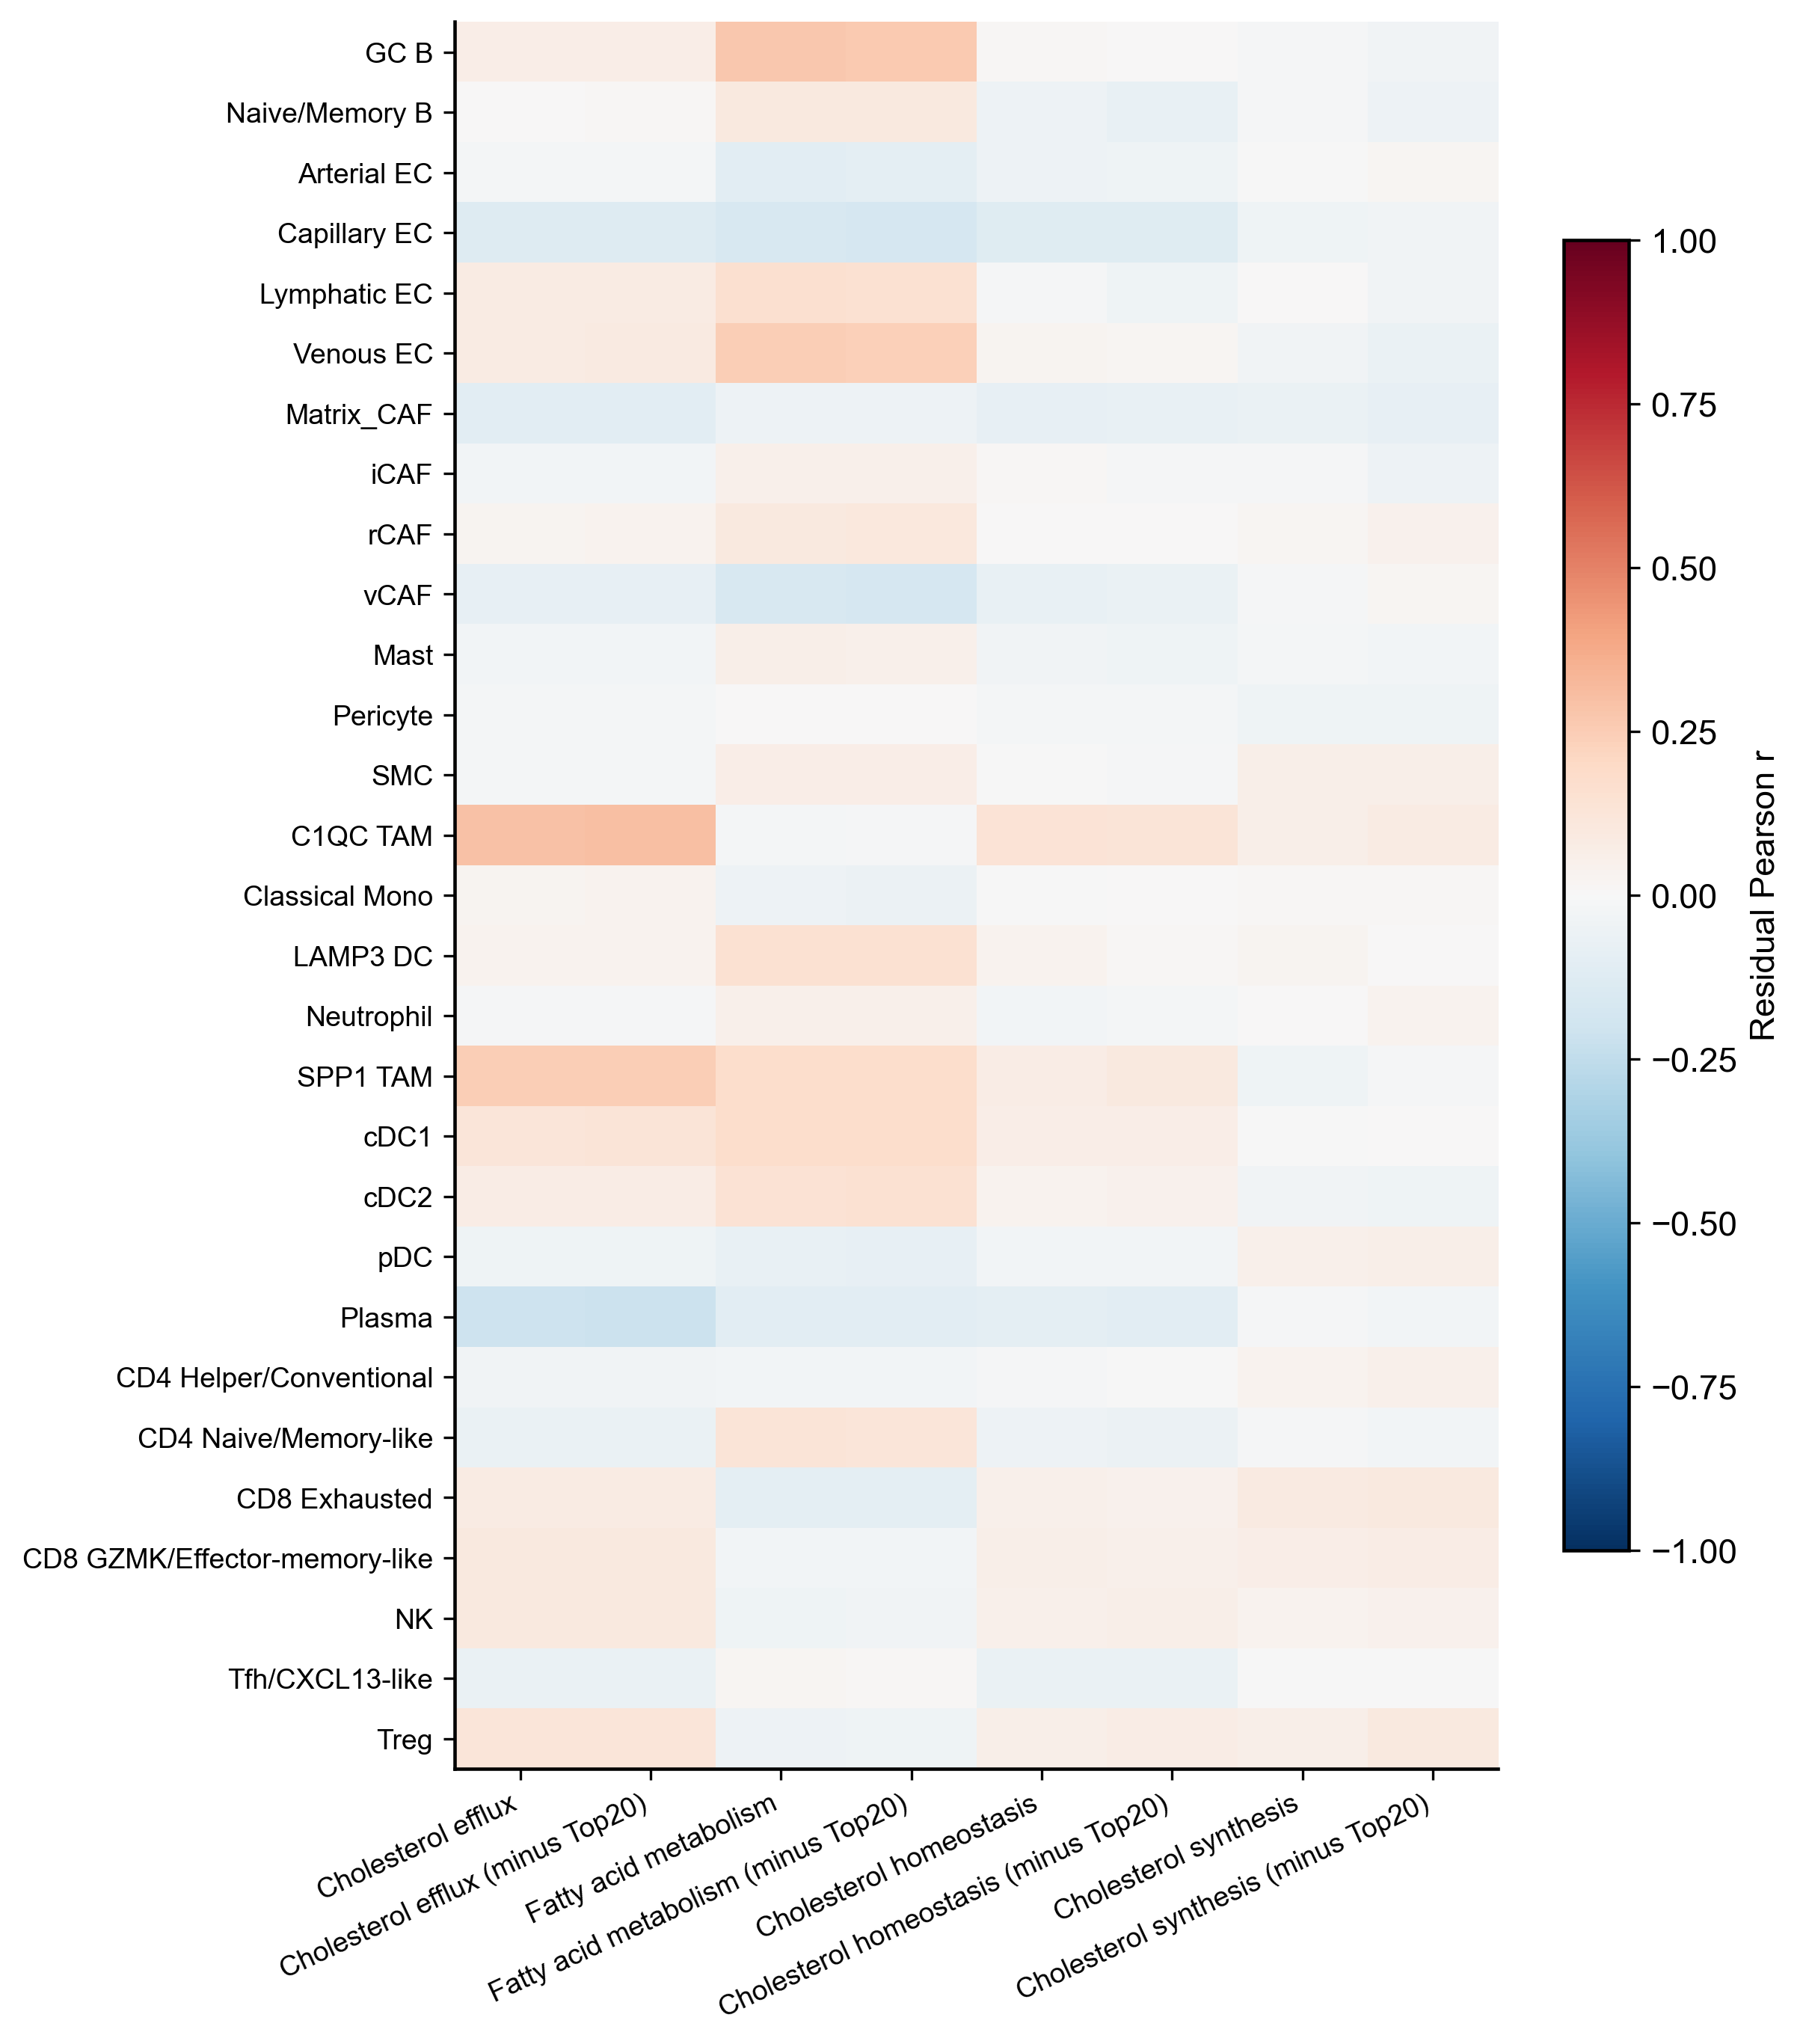 GC B
Naive/Memory B
Arterial EC
Capillary EC
Lymphatic EC
Venous EC
Matrix_CAF
iCAF
rCAF
vCAF
Mast
Pericyte
SMC
C1QC TAM
Classical Mono
LAMP3 DC
Neutrophil
SPP1 TAM
cDC1
cDC2
pDC
Plasma
CD4 Helper/Conventional
CD4 Naive/Memory-like
CD8 Exhausted
CD8 GZMK/Effector-memory-like
NK
Tfh/CXCL13-like
Treg
Cholesterol efflux
Cholesterol efflux (minus Top20)
Fatty acid metabolism
Fatty acid metabolism (minus Top20)
Cholesterol homeostasis
Cholesterol homeostasis (minus Top20)
Cholesterol synthesis
Cholesterol synthesis (minus Top20)
1.00
0.75
0.50
0.25
0.00
−0.25
−0.50
−0.75
−1.00
Residual Pearson r